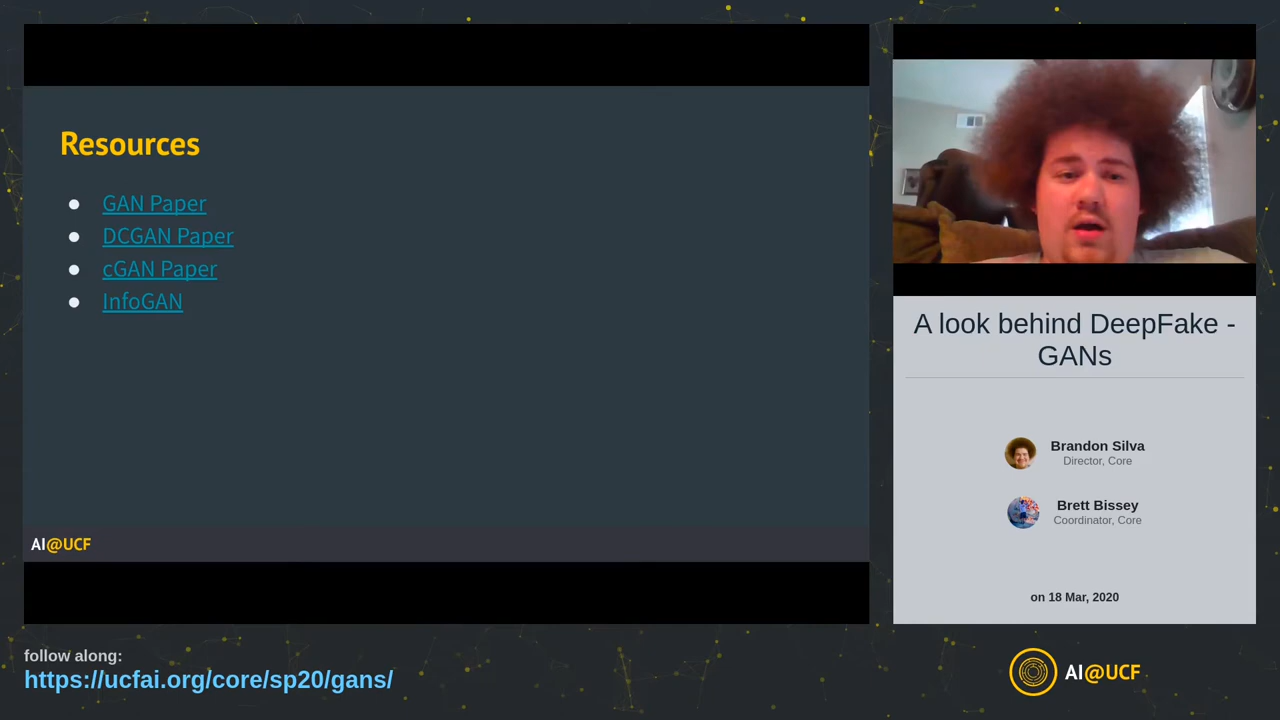 Resources
● GAN Paper
● DCGAN Paper
● cGAN Paper
● InfoGAN
AI@UCF
A look behind DeepFake -
GANs
Brandon Silva
Director, Core
Brett Bissey
Coordinator, Core
on 18 Mar, 2020
follow along:
https://ucfai.org/core/sp20/gans/
AI@UCF